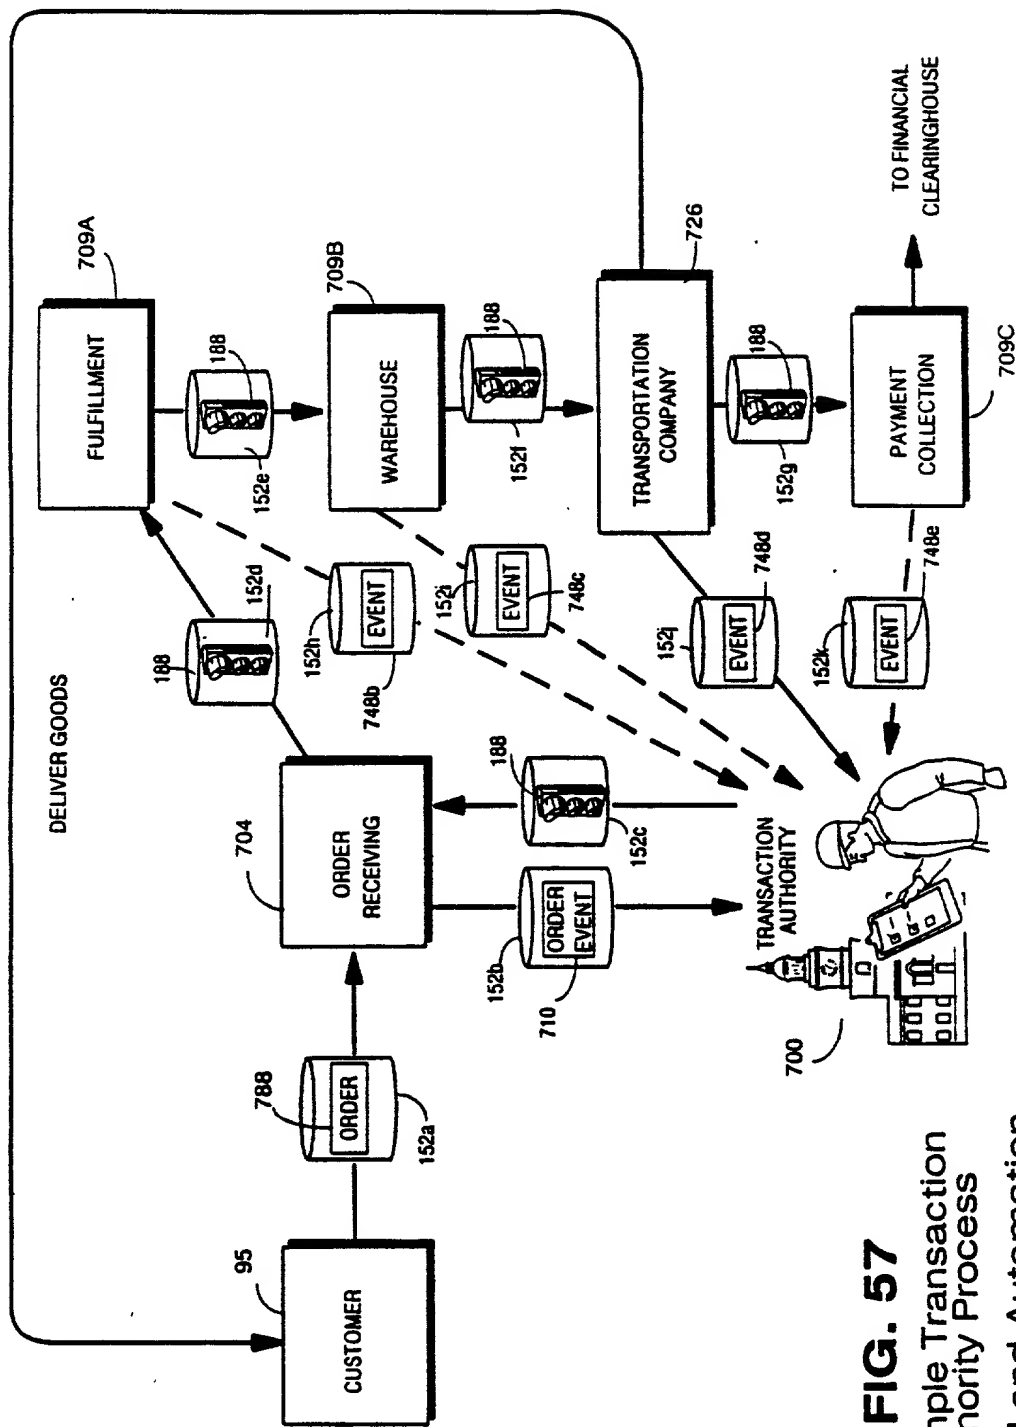 DELIVER GOODS
95
CUSTOMER
788
ORDER
152a
704
ORDER
RECEIVING
188
152d
709A
FULFILLMENT
152e
188
152h
EVENT
748b
709B
WAREHOUSE
152i
EVENT
748c
152f
188
152b
ORDER
EVENT
710
188
152c
726
TRANSPORTATION
COMPANY
152j
EVENT
748d
152g
188
TRANSACTION
AUTHORITY
700
152k
EVENT
748e
PAYMENT
COLLECTION
709C
TO FINANCIAL
CLEARINGHOUSE
FIG. 57
Transaction
Process
and Automation